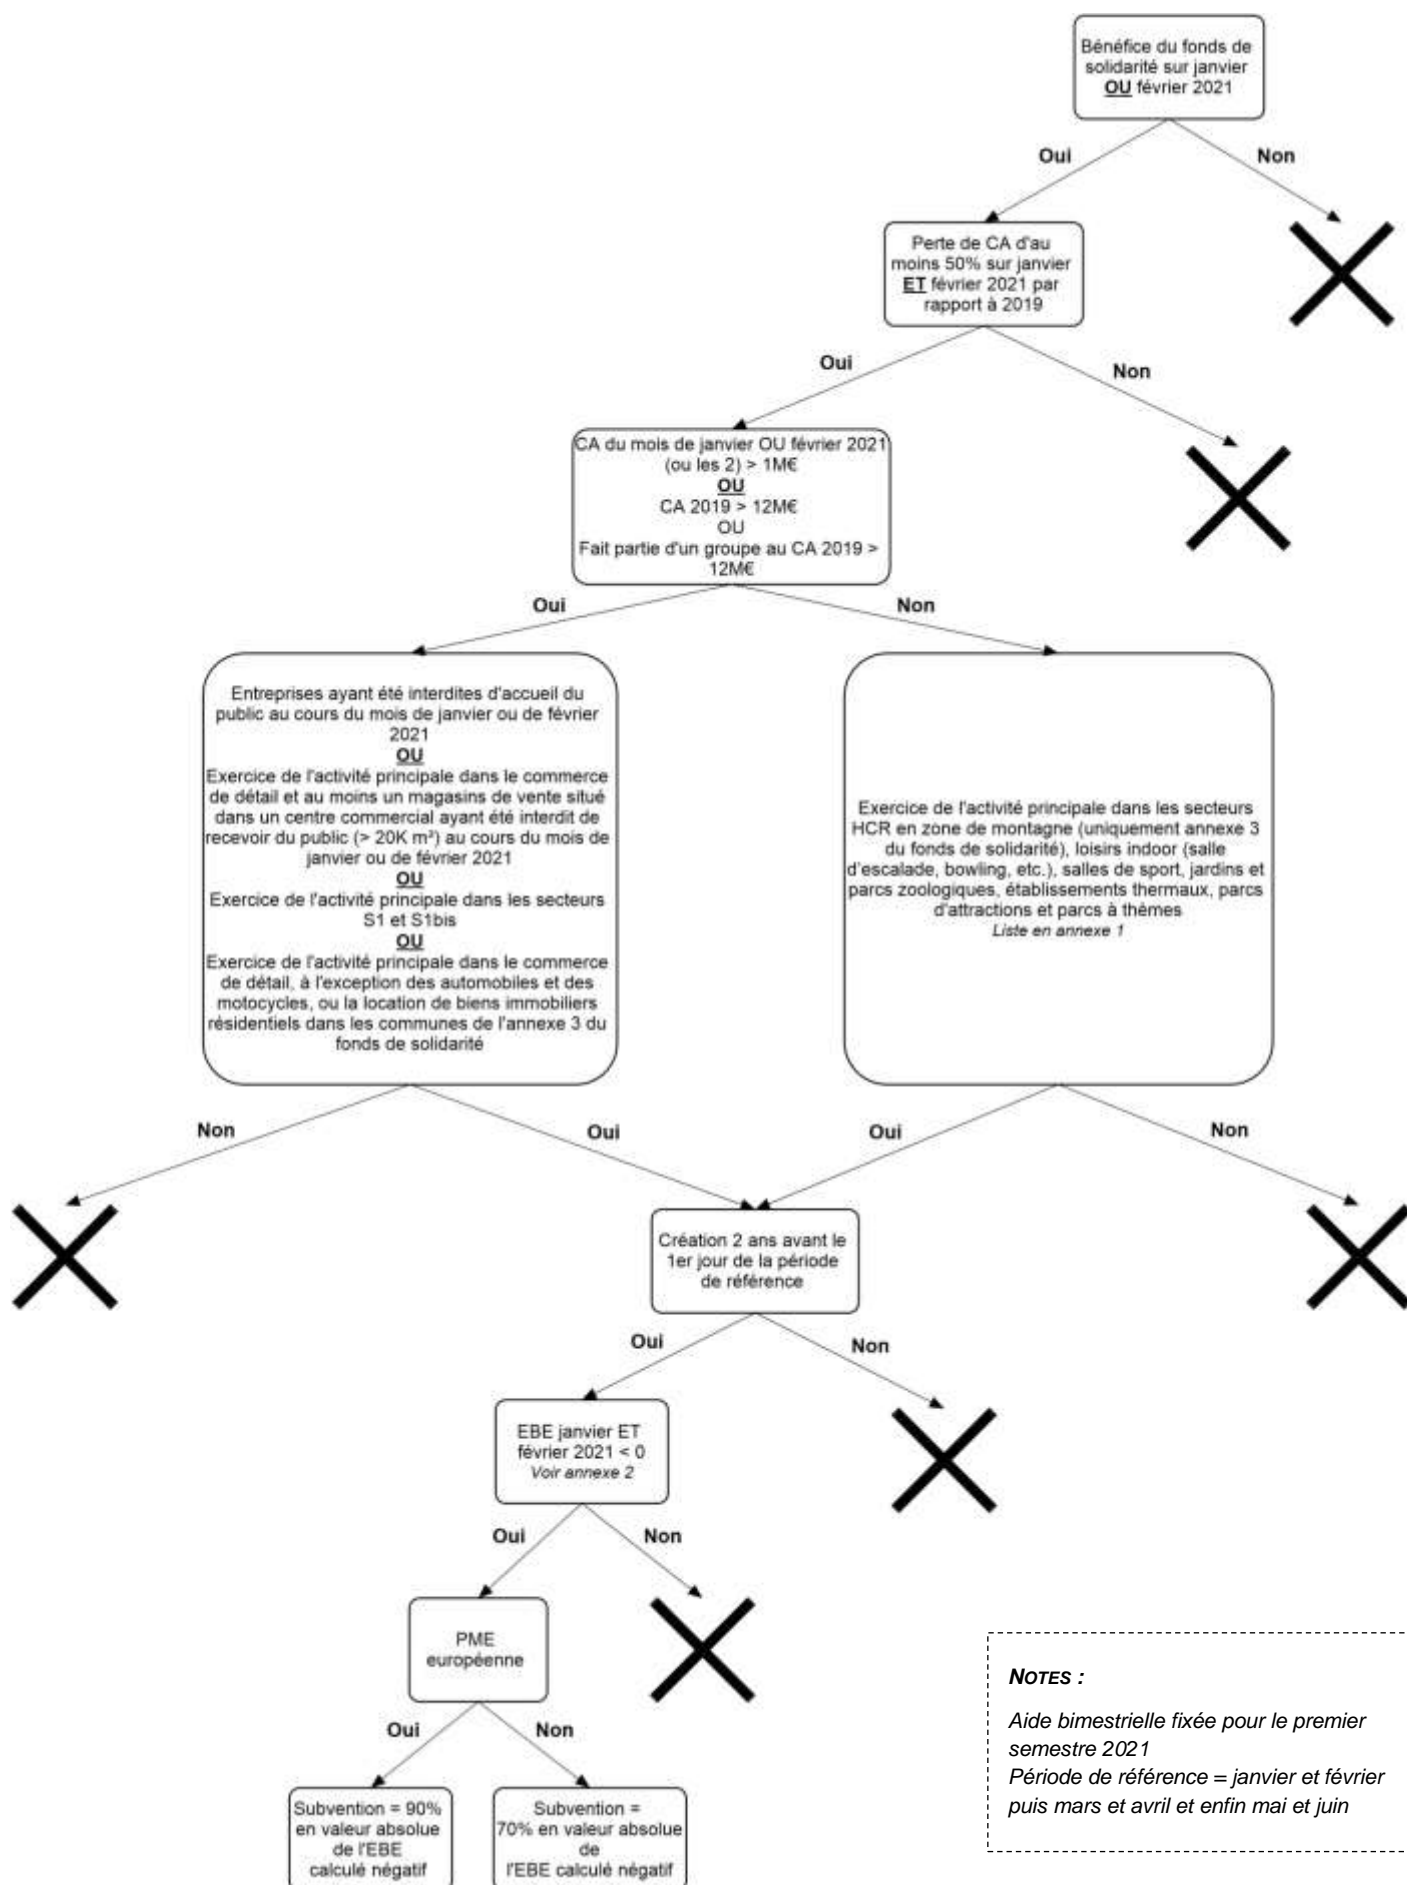 Bénéfice du fonds de
solidarité sur janvier
OU février 2021
Oui
Non
Perte de CA d'au
moins 50% sur janvier
ET février 2021 par
rapport à 2019
Oui
Non
CA du mois de janvier OU février 2021
(ou les 2) > 1M€
OU
CA 2019 > 12M€
OU
Fait partie d'un groupe au CA 2019 >
12M€
Oui
Non
Entreprises ayant été interdites d'accueil du
public au cours du mois de janvier ou de février
2021
OU
Exercice de l'activité principale dans le commerce
de détail et au moins un magasins de vente situé
dans un centre commercial ayant été interdit de
recevoir du public (> 20K m²) au cours du mois de
janvier ou de février 2021
OU
Exercice de l'activité principale dans les secteurs
S1 et S1bis
OU
Exercice de l'activité principale dans le commerce
de détail, à l'exception des automobiles et des
motocycles, ou la location de biens immobiliers
résidentiels dans les communes de l'annexe 3 du
fonds de solidarité
Exercice de l'activité principale dans les secteurs
HCR en zone de montagne (uniquement annexe 3
du fonds de solidarité), loisirs indoor (salle
d'escalade, bowling, etc.), salles de sport, jardins et
parcs zoologiques, établissements thermaux, parcs
d'attractions et parcs à thèmes
Liste en annexe 1
Non
Oui
Oui
Non
Création 2 ans avant le
1er jour de la période
de référence
Oui
Non
EBE janvier ET
février 2021 < 0
Voir annexe 2
Oui
Non
PME
européenne
Oui
Non
Subvention = 90%
en valeur absolue
de l'EBE
calculé négatif
Subvention =
70% en valeur absolue
de
l'EBE calculé négatif
NOTES :
Aide bimestrielle fixée pour le premier
semestre 2021
Période de référence = janvier et février
puis mars et avril et enfin mai et juin